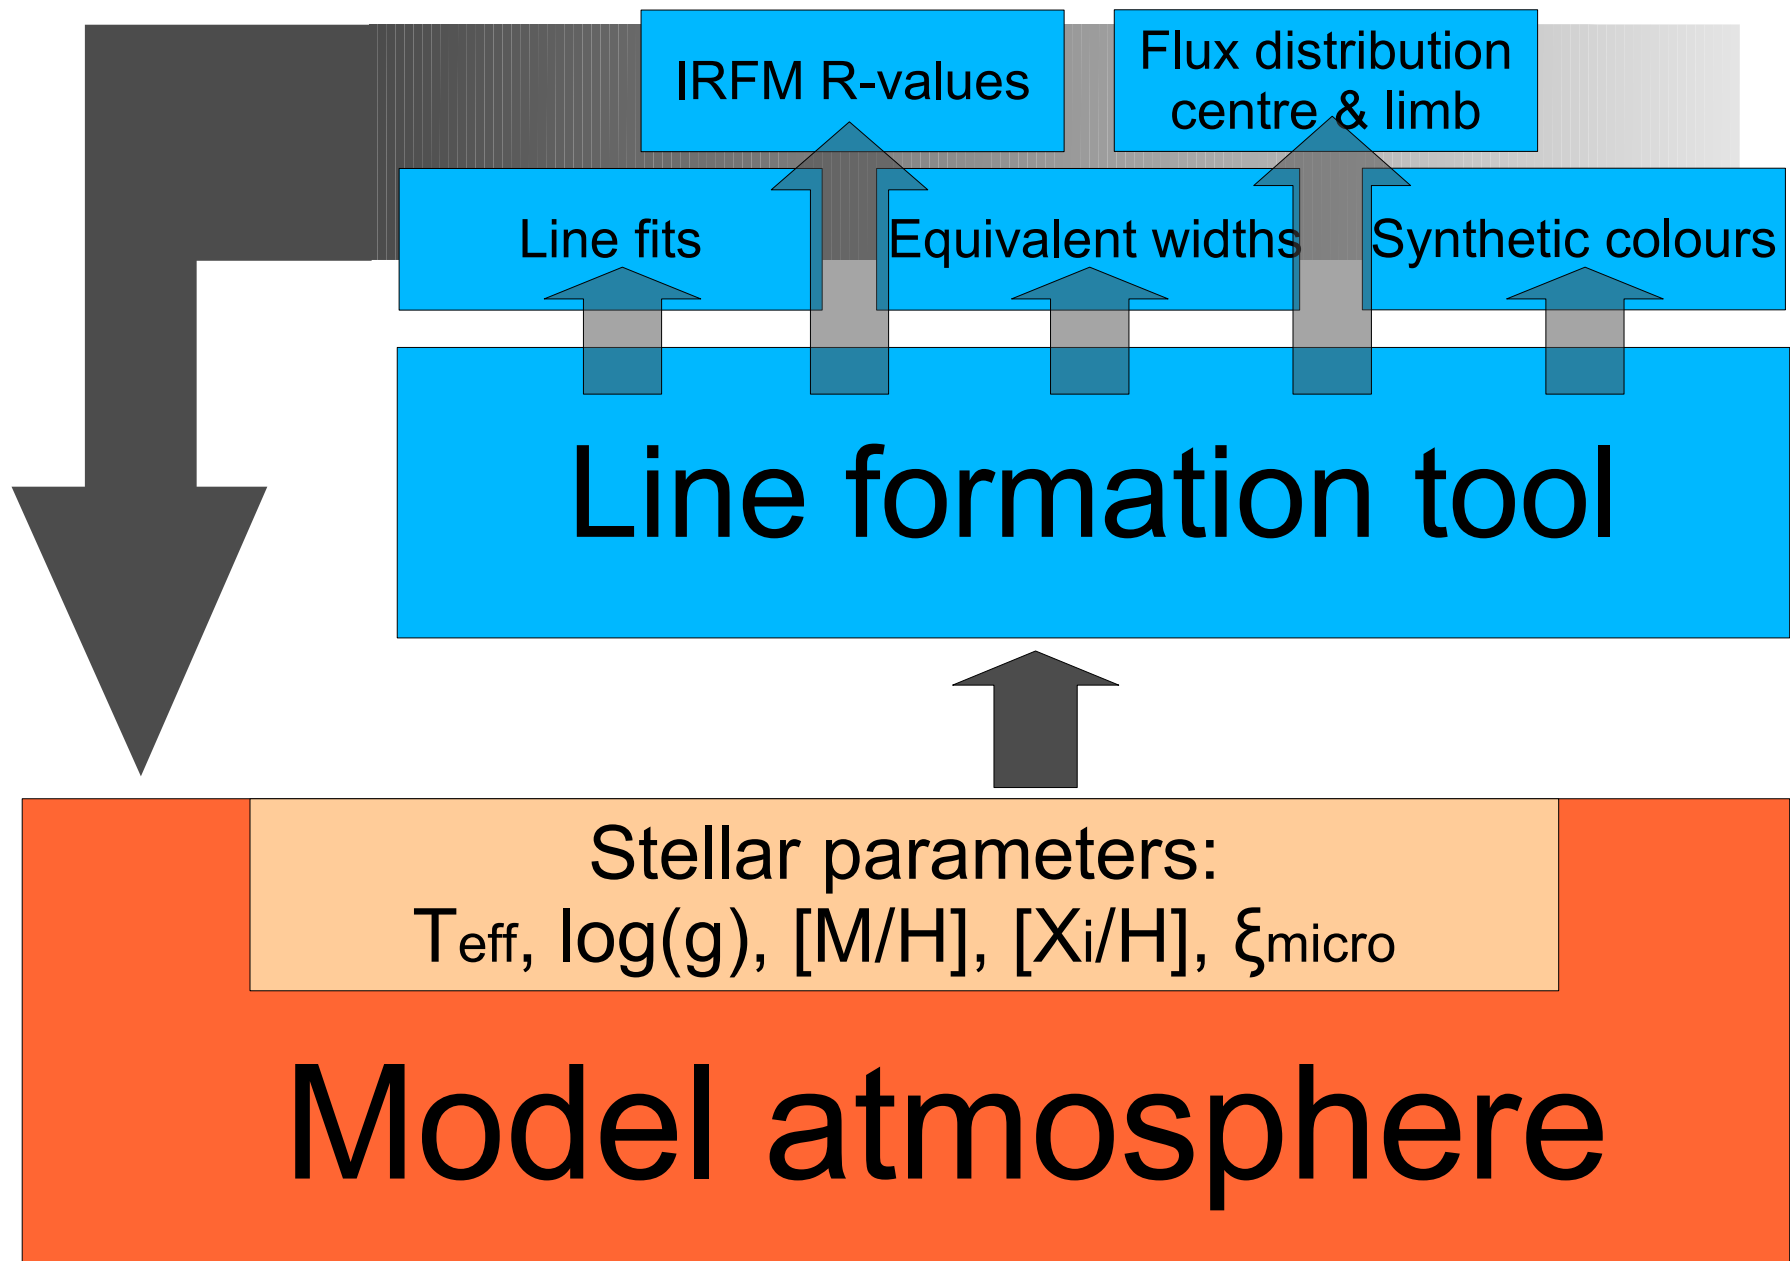 IRFM R-values
Flux distribution
centre & limb
Line fits
Equivalent widths
Synthetic colours
Line formation tool
Stellar parameters:
Teff, log(g), [M/H], [Xi/H], ξmicro
Model atmosphere